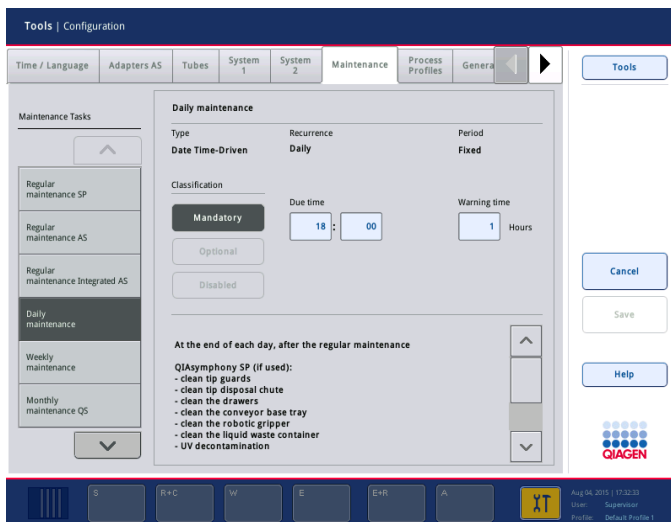 Tools | Configuration
Time / Language
Adapters AS
Tubes
System
1
System
2
Maintenance
Process
Profiles
Genera
Tools
Maintenance Tasks
Regular
maintenance SP
Regular
maintenance AS
Regular
maintenance Integrated AS
Daily
maintenance
Weekly
maintenance
Monthly
maintenance QS
Daily maintenance
Type
Recurrence
Period
Date Time-Driven
Daily
Fixed
Classification
Mandatory
Optional
Disabled
Due time
18 : 00
Warning time
1 Hours
At the end of each day, after the regular maintenance
QIAsymphony SP (if used):
- clean tip guards
- clean tip disposal chute
- clean the drawers
- clean the conveyor base tray
- clean the robotic gripper
- clean the liquid waste container
- UV decontamination
Cancel
Save
Help
QIAGEN
S
R+C
W
E
E+R
A
Aug 04, 2015 | 17:32:33
User: Supervisor
Profile: Default Profile 1